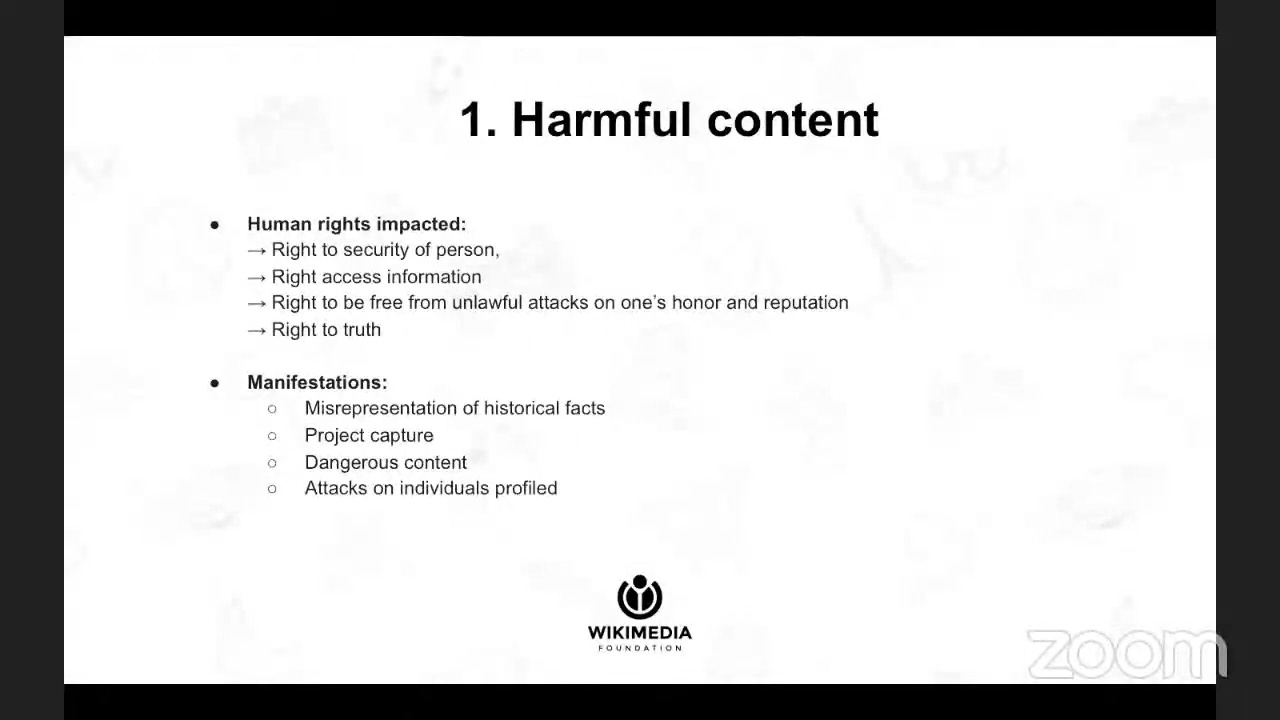 1. Harmful content
● Human rights impacted:
→ Right to security of person,
→ Right access information
→ Right to be free from unlawful attacks on one's honor and reputation
→ Right to truth
● Manifestations:
○ Misrepresentation of historical facts
○ Project capture
○ Dangerous content
○ Attacks on individuals profiled
WIKIMEDIA
FOUNDATION
zoom